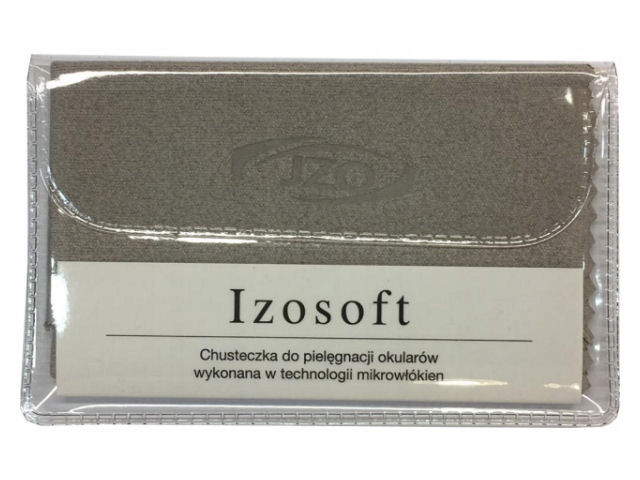 IZO
Izosoft
Chusteczka do pielęgnacji okularów
wykonana w technologii mikrowłókien